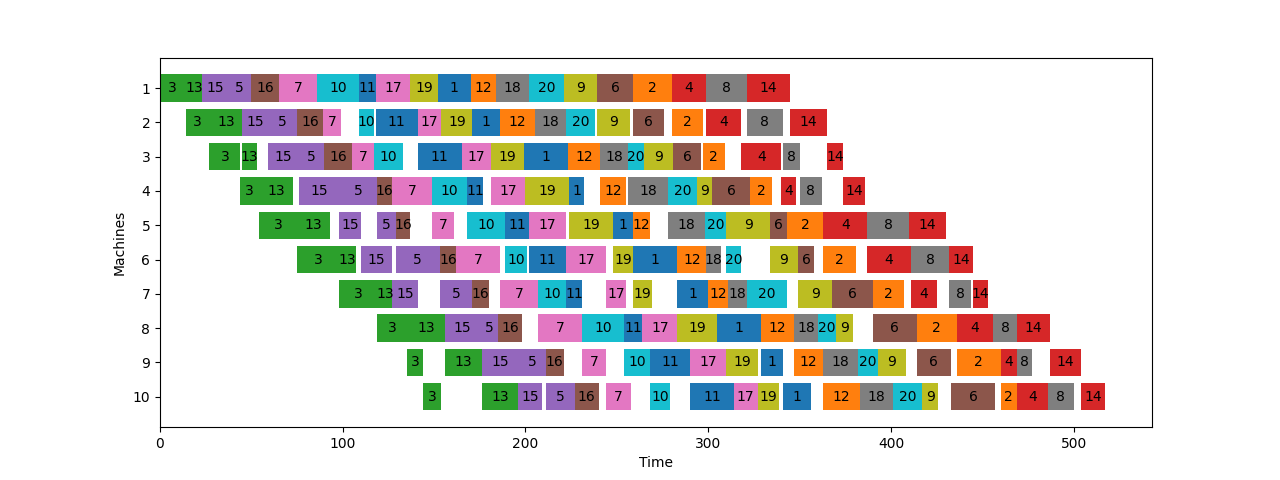 1 3 13 15 5 16 7 10 11 17 19 1 12 18 20 9 6 2 4 8 14
2 3 13 15 5 16 7 10 11 17 19 1 12 18 20 9 6 2 4 8 14
3 3 13 15 5 16 7 10 11 17 19 1 12 18 20 9 6 2 4 8 14
4 3 13 15 5 16 7 10 11 17 19 1 12 18 20 9 6 2 4 8 14
5 3 13 15 5 16 7 10 11 17 19 1 12 18 20 9 6 2 4 8 14
6 3 13 15 5 16 7 10 11 17 19 1 12 18 20 9 6 2 4 8 14
7 3 13 15 5 16 7 10 11 17 19 1 12 18 20 9 6 2 4 8 14
8 3 13 15 5 16 7 10 11 17 19 1 12 18 20 9 6 2 4 8 14
9 3 13 15 5 16 7 10 11 17 19 1 12 18 20 9 6 2 4 8 14
10 3 13 15 5 16 7 10 11 17 19 1 12 18 20 9 6 2 4 8 14
Machines
0 100 200 300 400 500
Time